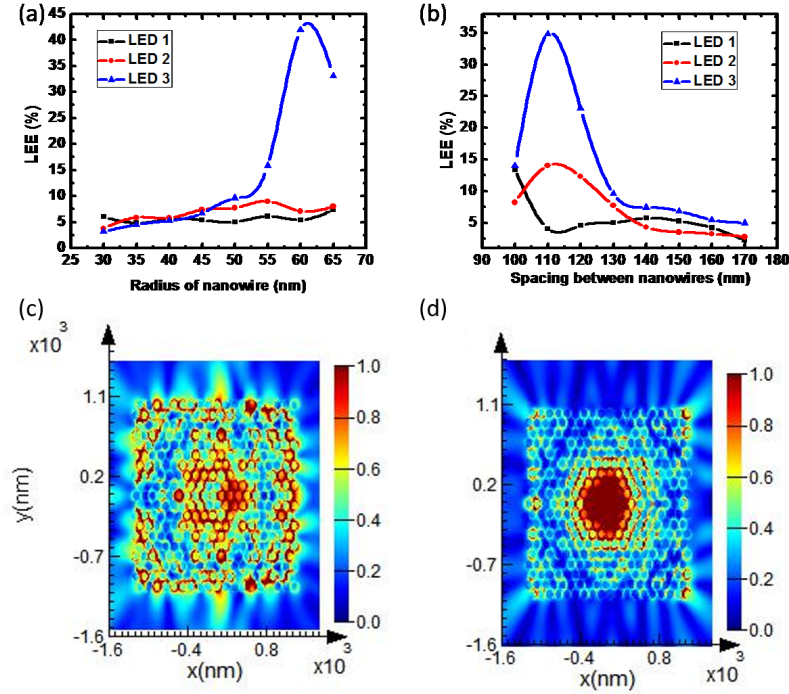 (a)
45
40
35
30
25
20
15
10
5
0
LEE (%)
LED 1
LED 2
LED 3
25 30 35 40 45 50 55 60 65 70
Radius of nanowire (nm)
(b)
35
30
25
20
15
10
5
LEE (%)
LED 1
LED 2
LED 3
90 100 110 120 130 140 150 160 170 180
Spacing between nanowires (nm)
(c)
x10 3
1.1
0.2
-0.7
-1.6
y(nm)
1.0
0.8
0.6
0.4
0.2
0.0
-1.6 -0.4 0.8 3
x(nm) x10
(d)
1.1
0.2
-0.7
-1.6
1.0
0.8
0.6
0.4
0.2
0.0
-1.6 -0.4 0.8 3
x(nm) x10